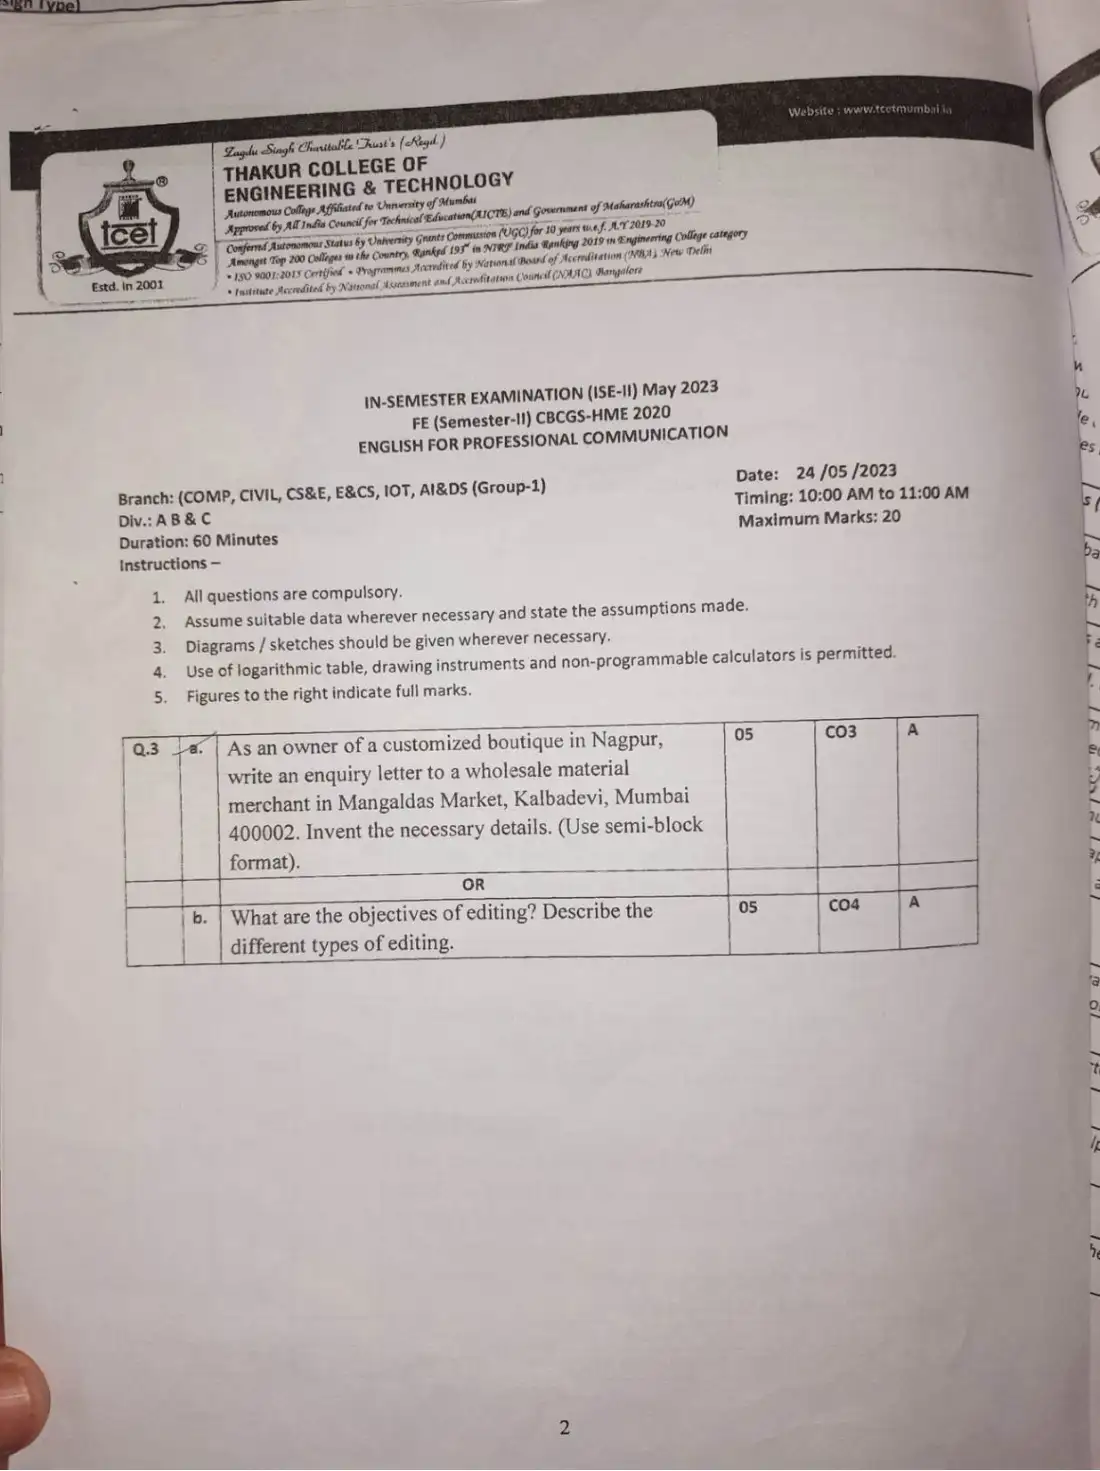 sign Type)
Website : www.tcetmumbai.in
Zagdu Singh Charitable Trust's (Regd.)
THAKUR COLLEGE OF
ENGINEERING & TECHNOLOGY
Autonomous College Affiliated to University of Mumbai
Approved by All India Council for Technical Education(AICTE) and Government of Maharashtra(GoM)
Conferred Autonomous Status by University Grants Commission (UGC) for 10 years w.e.f. A.Y 2019-20
Amongst Top 200 Colleges in the Country, Ranked 193rd in NIRF India Ranking 2019 in Engineering College category
• ISO 9001:2015 Certified • Programmes Accredited by National Board of Accreditation (NBA), New Delhi
• Institute Accredited by National Assessment and Accreditation Council (NAAC), Bangalore
®
tcet
Estd. in 2001
IN-SEMESTER EXAMINATION (ISE-II) May 2023
FE (Semester-II) CBCGS-HME 2020
ENGLISH FOR PROFESSIONAL COMMUNICATION
Branch: (COMP, CIVIL, CS&E, E&CS, IOT, AI&DS (Group-1)
Div.: A B & C
Duration: 60 Minutes
Instructions –
Date: 24 /05 /2023
Timing: 10:00 AM to 11:00 AM
Maximum Marks: 20
1. All questions are compulsory.
2. Assume suitable data wherever necessary and state the assumptions made.
3. Diagrams / sketches should be given wherever necessary.
4. Use of logarithmic table, drawing instruments and non-programmable calculators is permitted.
5. Figures to the right indicate full marks.
Q.3 a. As an owner of a customized boutique in Nagpur, 05 CO3 A
write an enquiry letter to a wholesale material
merchant in Mangaldas Market, Kalbadevi, Mumbai
400002. Invent the necessary details. (Use semi-block
format).
OR
b. What are the objectives of editing? Describe the 05 CO4 A
different types of editing.
2